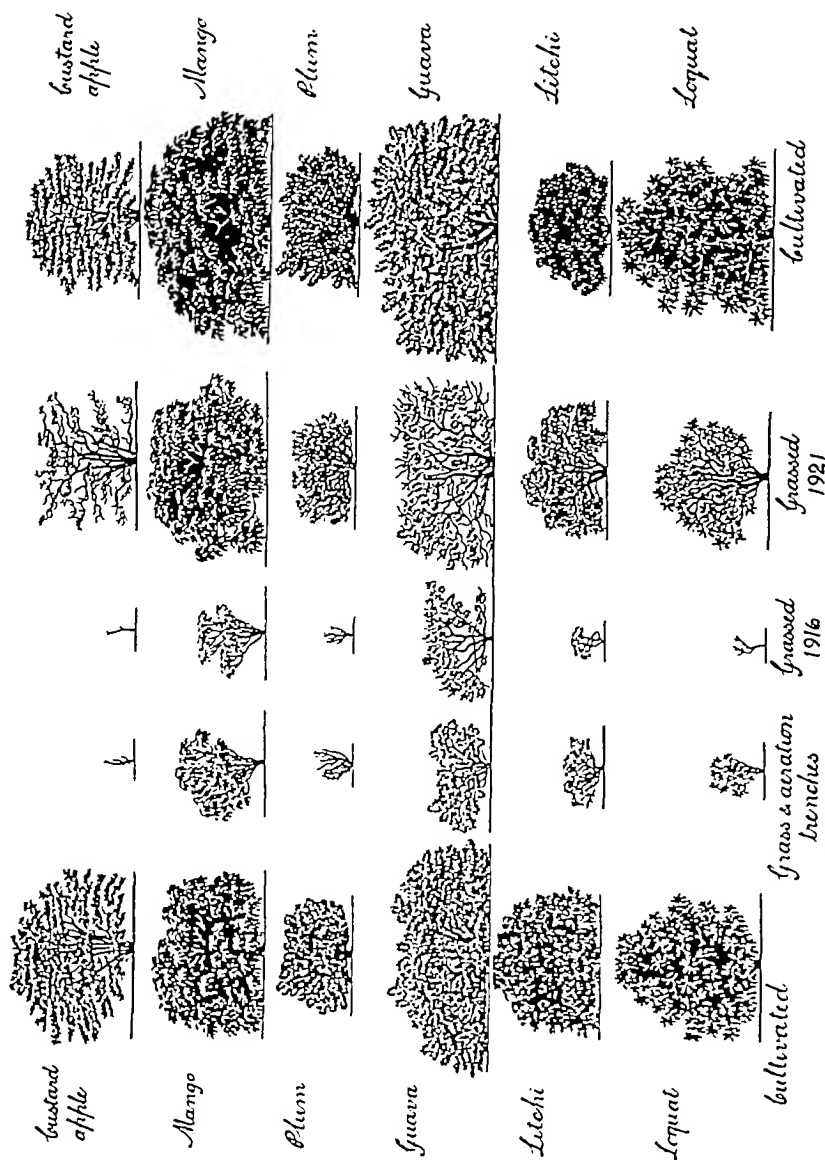 Custard Custard
apple apple
Mango Mango
Plum Plum
Guava Guava
Litchi Litchi
Loquat Loquat
Cultivated Grass & aeration Grassed Grassed Cultivated
trenches 1916 1921